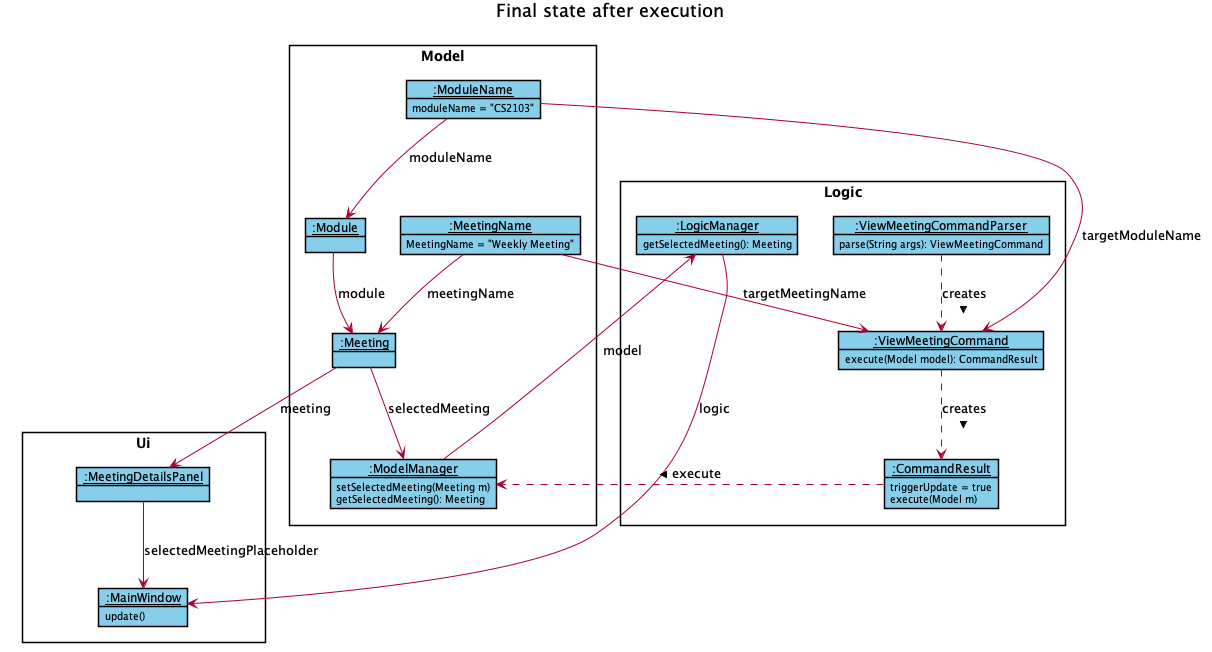 Final state after execution
Model
:ModuleName
moduleName = "CS2103"
moduleName
Logic
:Module
:MeetingName
MeetingName = "Weekly Meeting"
:LogicManager
getSelectedMeeting(): Meeting
:ViewMeetingCommandParser
parse(String args): ViewMeetingCommand
targetModuleName
module
meetingName
targetMeetingName
creates
:Meeting
model
:ViewMeetingCommand
execute(Model model): CommandResult
meeting
selectedMeeting
logic
creates
Ui
:MeetingDetailsPanel
:ModelManager
setSelectedMeeting(Meeting m)
getSelectedMeeting(): Meeting
execute
:CommandResult
triggerUpdate = true
execute(Model m)
selectedMeetingPlaceholder
:MainWindow
update()